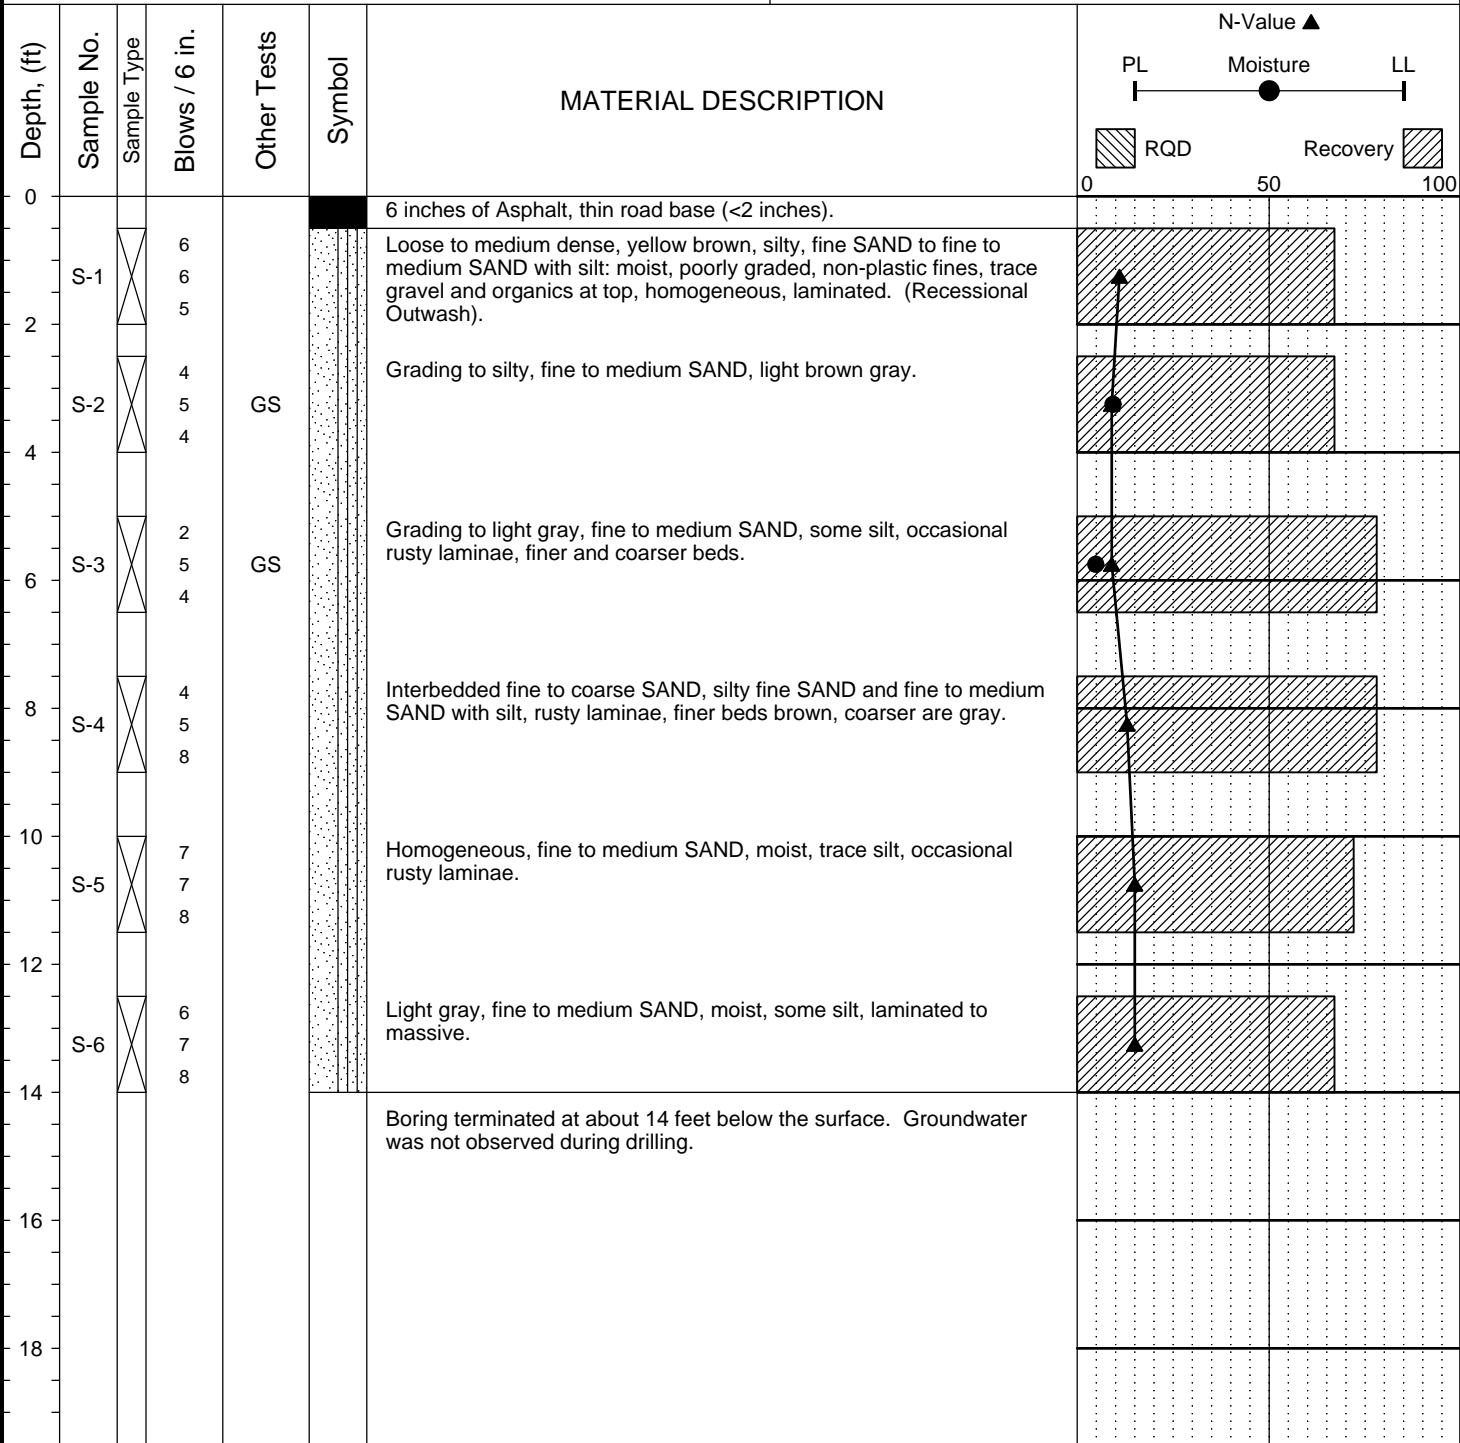 Depth, (ft)
Sample No.
Sample Type
Blows / 6 in.
Other Tests
Symbol
MATERIAL DESCRIPTION
N-Value
PL Moisture LL
RQD Recovery
0 50 100
0
6 inches of Asphalt, thin road base (<2 inches).
S-1
6
6
5
Loose to medium dense, yellow brown, silty, fine SAND to fine to
medium SAND with silt: moist, poorly graded, non-plastic fines, trace
gravel and organics at top, homogeneous, laminated. (Recessional
Outwash).
2
S-2
4
5
4
GS
Grading to silty, fine to medium SAND, light brown gray.
4
S-3
2
5
4
GS
Grading to light gray, fine to medium SAND, some silt, occasional
rusty laminae, finer and coarser beds.
6
S-4
4
5
8
Interbedded fine to coarse SAND, silty fine SAND and fine to medium
SAND with silt, rusty laminae, finer beds brown, coarser are gray.
8
10
S-5
7
7
8
Homogeneous, fine to medium SAND, moist, trace silt, occasional
rusty laminae.
12
S-6
6
7
8
Light gray, fine to medium SAND, moist, some silt, laminated to
massive.
14
Boring terminated at about 14 feet below the surface. Groundwater
was not observed during drilling.
16
18